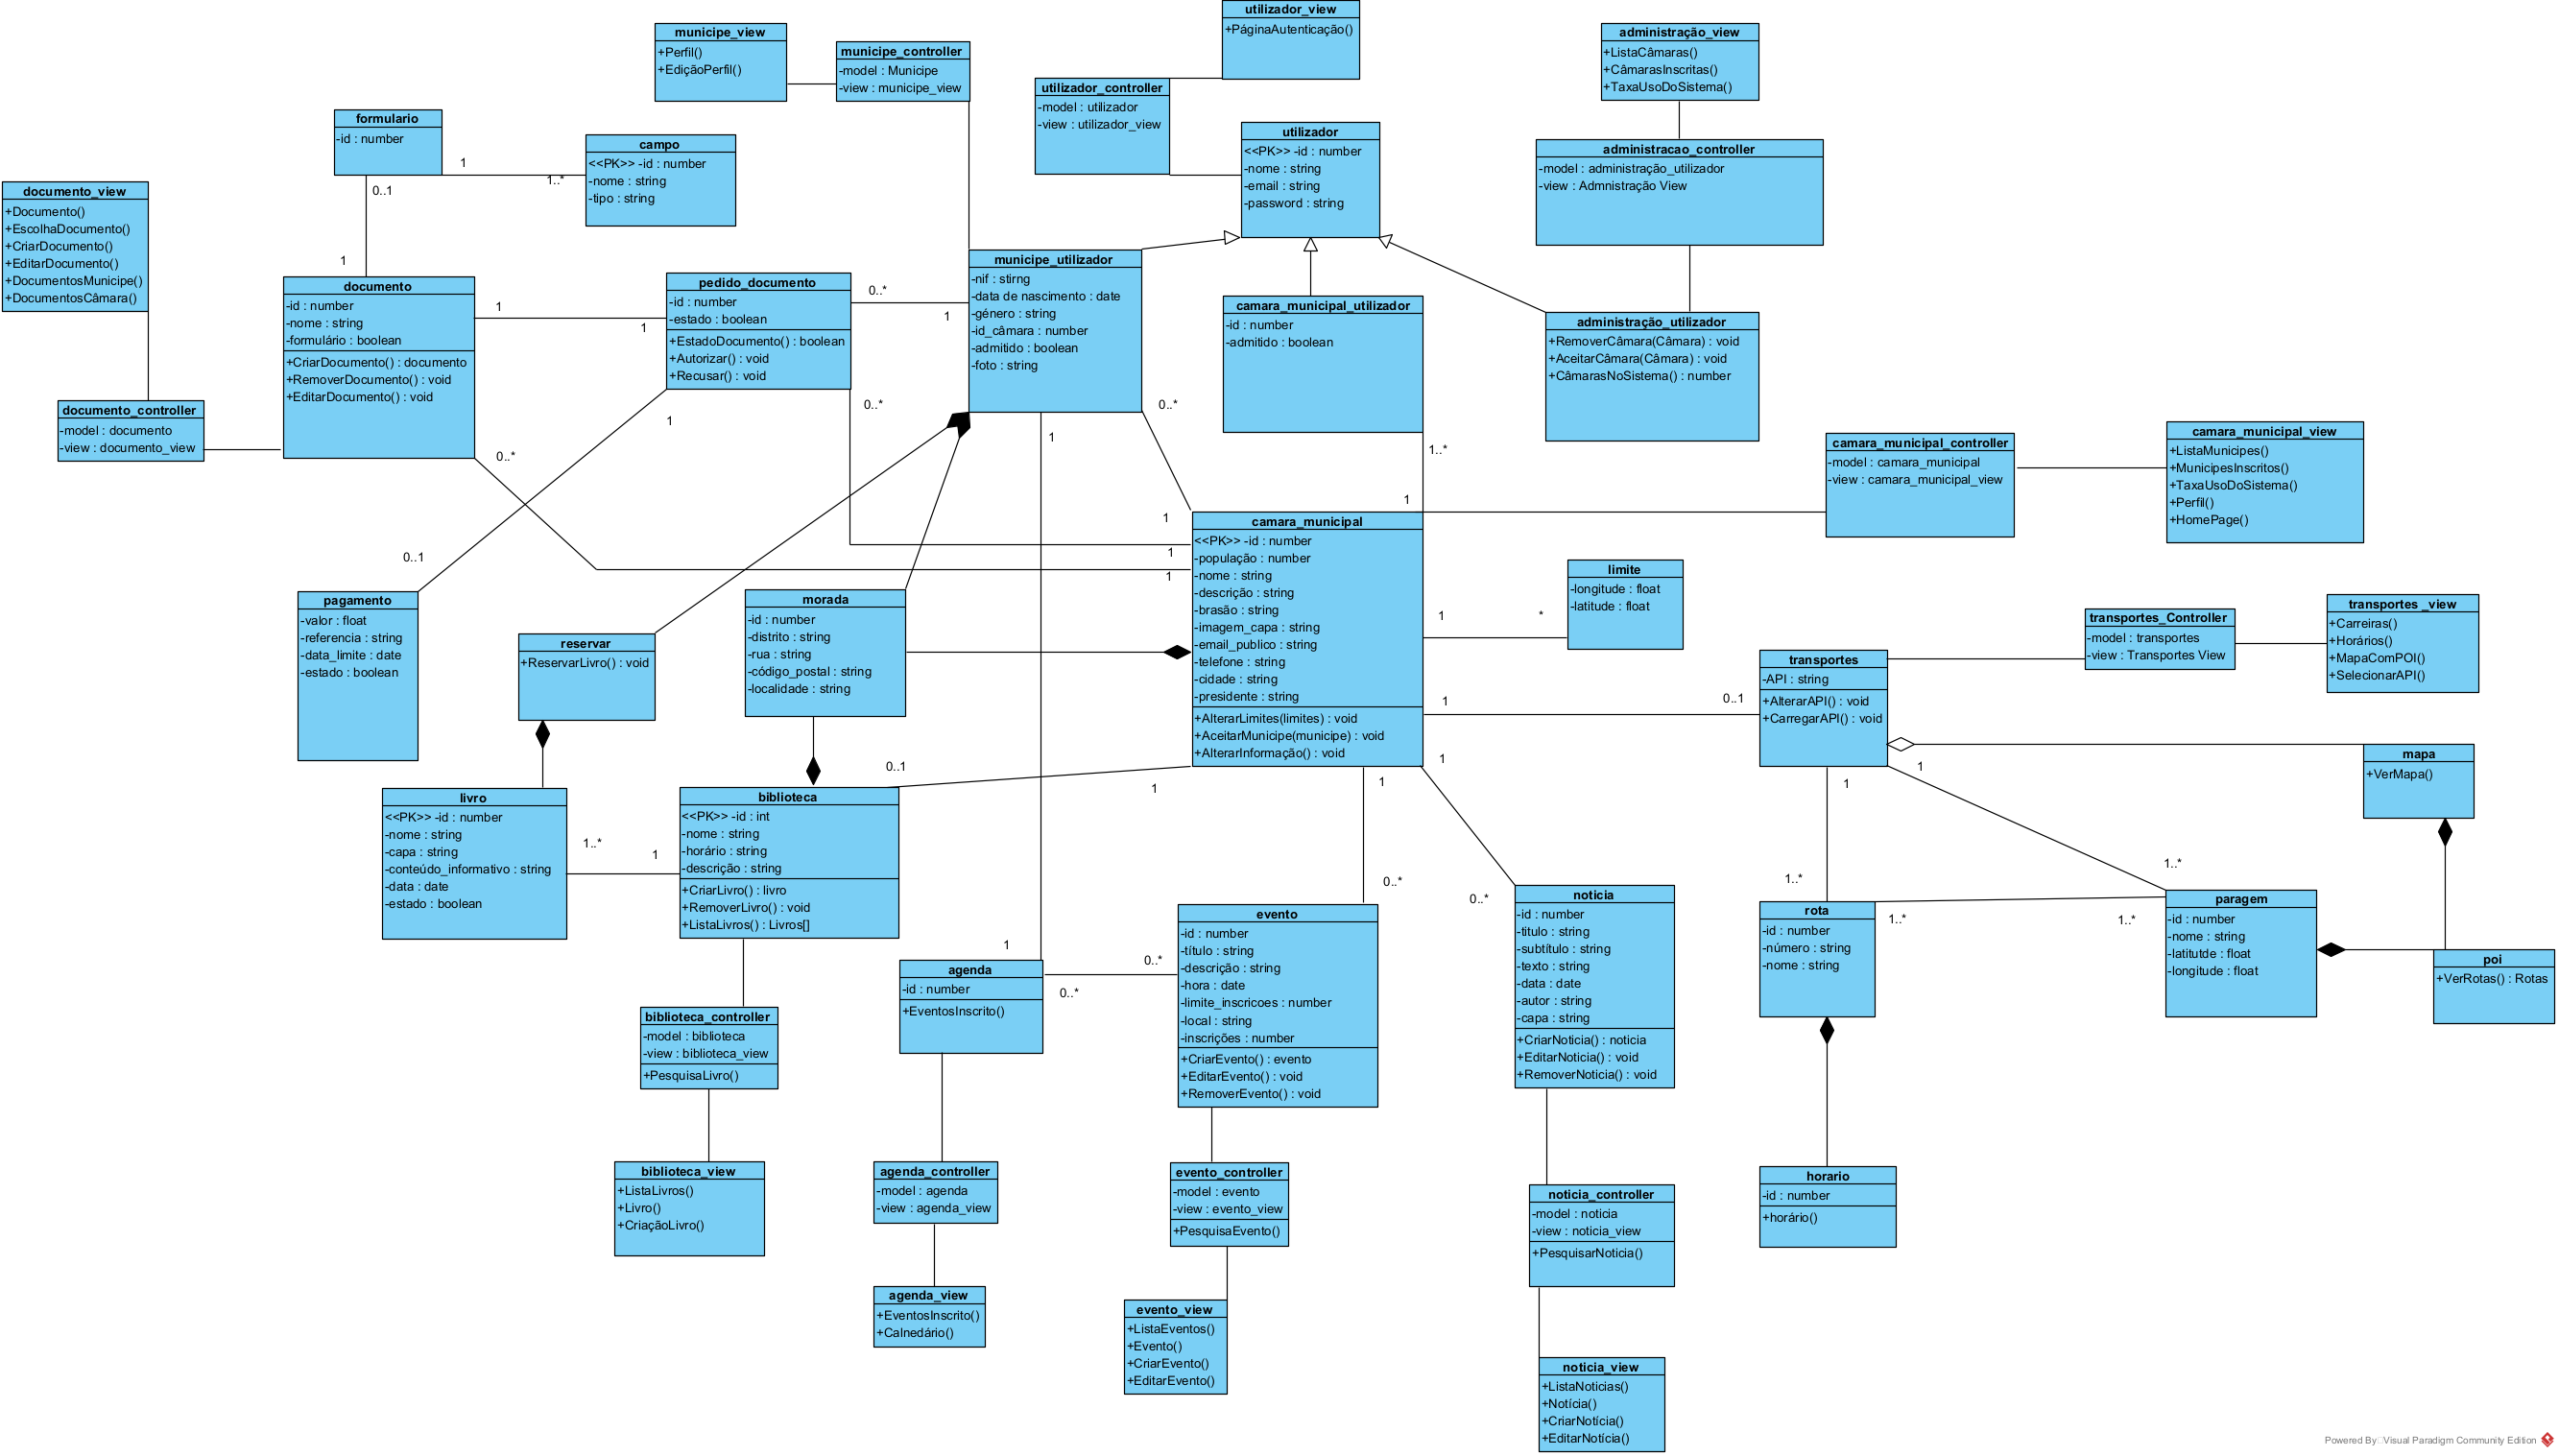 utilizador_view
+PáginaAutenticação()
municipe_view
+Perfil()
+EdiçãoPerfil()
municipe_controller
-model : Municipe
-view : municipe_view
utilizador_controller
-model : utilizador
-view : utilizador_view
administração_view
+ListaCâmaras()
+CâmarasInscritas()
+TaxaUsoDoSistema()
formulario
-id : number
1
1..*
0..1
1
campo
<<PK>> -id : number
-nome : string
-tipo : string
utilizador
<<PK>> -id : number
-nome : string
-email : string
-password : string
administracao_controller
-model : administração_utilizador
-view : Admnistração View
documento_view
+Documento()
+EscolhaDocumento()
+CriarDocumento()
+EditarDocumento()
+DocumentosMunicipe()
+DocumentosCâmara()
documento
-id : number
-nome : string
-formulário : boolean
+CriarDocumento() : documento
+RemoverDocumento() : void
+EditarDocumento() : void
1
1
pedido_documento
-id : number
-estado : boolean
+EstadoDocumento() : boolean
+Autorizar() : void
+Recusar() : void
0..*
1
municipe_utilizador
-nif : stirng
-data de nascimento : date
-género : string
-id_câmara : number
-admitido : boolean
-foto : string
camara_municipal_utilizador
-id : number
-admitido : boolean
administração_utilizador
+RemoverCâmara(Câmara) : void
+AceitarCâmara(Câmara) : void
+CâmarasNoSistema() : number
documento_controller
-model : documento
-view : documento_view
0..*
1
0..*
1
0..*
1..*
1
camara_municipal_controller
-model : camara_municipal
-view : camara_municipal_view
camara_municipal_view
+ListaMunicipes()
+MunicipesInscritos()
+TaxaUsoDoSistema()
+Perfil()
+HomePage()
0..1
1
1
1
camara_municipal
<<PK>> -id : number
-população : number
-nome : string
-descrição : string
-brasão : string
-imagem_capa : string
-email_publico : string
-telefone : string
-cidade : string
-presidente : string
+AlterarLimites(limites) : void
+AceitarMunicipe(municipe) : void
+AlterarInformação() : void
limite
-longitude : float
-latitude : float
1
*
pagamento
-valor : float
-referencia : string
-data_limite : date
-estado : boolean
reservar
+ReservarLivro() : void
morada
-id : number
-distrito : string
-rua : string
-código_postal : string
-localidade : string
transportes
-API : string
+AlterarAPI() : void
+CarregarAPI() : void
transportes_Controller
-model : transportes
-view : Transportes View
transportes _view
+Carreiras()
+Horários()
+MapaComPOI()
+SelecionarAPI()
1
0..1
mapa
+VerMapa()
0..1
1
1
1
1
1
livro
<<PK>> -id : number
-nome : string
-capa : string
-conteúdo_informativo : string
-data : date
-estado : boolean
1..*
1
biblioteca
<<PK>> -id : int
-nome : string
-horário : string
-descrição : string
+CriarLivro() : livro
+RemoverLivro() : void
+ListaLivros() : Livros[]
0..*
0..*
1..*
1..*
1..*
1..*
agenda
-id : number
+EventosInscrito()
1
0..*
0..*
evento
-id : number
-título : string
-descrição : string
-hora : date
-limite_inscricoes : number
-local : string
-inscrições : number
+CriarEvento() : evento
+EditarEvento() : void
+RemoverEvento() : void
noticia
-id : number
-titulo : string
-subtítulo : string
-texto : string
-data : date
-autor : string
-capa : string
+CriarNoticia() : noticia
+EditarNoticia() : void
+RemoverNoticia() : void
rota
-id : number
-número : string
-nome : string
paragem
-id : number
-nome : string
-latitutde : float
-longitude : float
poi
+VerRotas() : Rotas
biblioteca_controller
-model : biblioteca
-view : biblioteca_view
+PesquisaLivro()
biblioteca_view
+ListaLivros()
+Livro()
+CriaçãoLivro()
agenda_controller
-model : agenda
-view : agenda_view
evento_controller
-model : evento
-view : evento_view
+PesquisaEvento()
noticia_controller
-model : noticia
-view : noticia_view
+PesquisarNoticia()
horario
-id : number
+horário()
agenda_view
+EventosInscrito()
+Calnedário()
evento_view
+ListaEventos()
+Evento()
+CriarEvento()
+EditarEvento()
noticia_view
+ListaNoticias()
+Notícia()
+CriarNotícia()
+EditarNotícia()
Powered By Visual Paradigm Community Edition